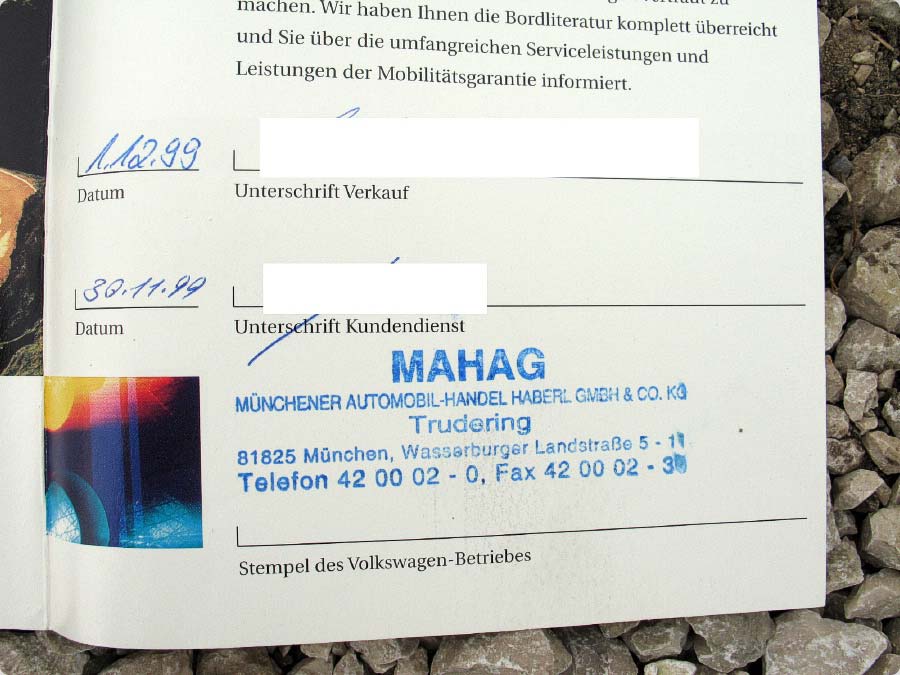 machen. Wir haben Ihnen die Bordliteratur komplett überreicht
und Sie über die umfangreichen Serviceleistungen und
Leistungen der Mobilitätsgarantie informiert.
1.12.99
Datum Unterschrift Verkauf
30.11.99
Datum Unterschrift Kundendienst
MAHAG
MÜNCHENER AUTOMOBIL-HANDEL HABERL GMBH & CO. KG
Trudering
81825 München, Wasserburger Landstraße 5 - 11
Telefon 42 00 02 - 0, Fax 42 00 02 -
Stempel des Volkswagen-Betriebes